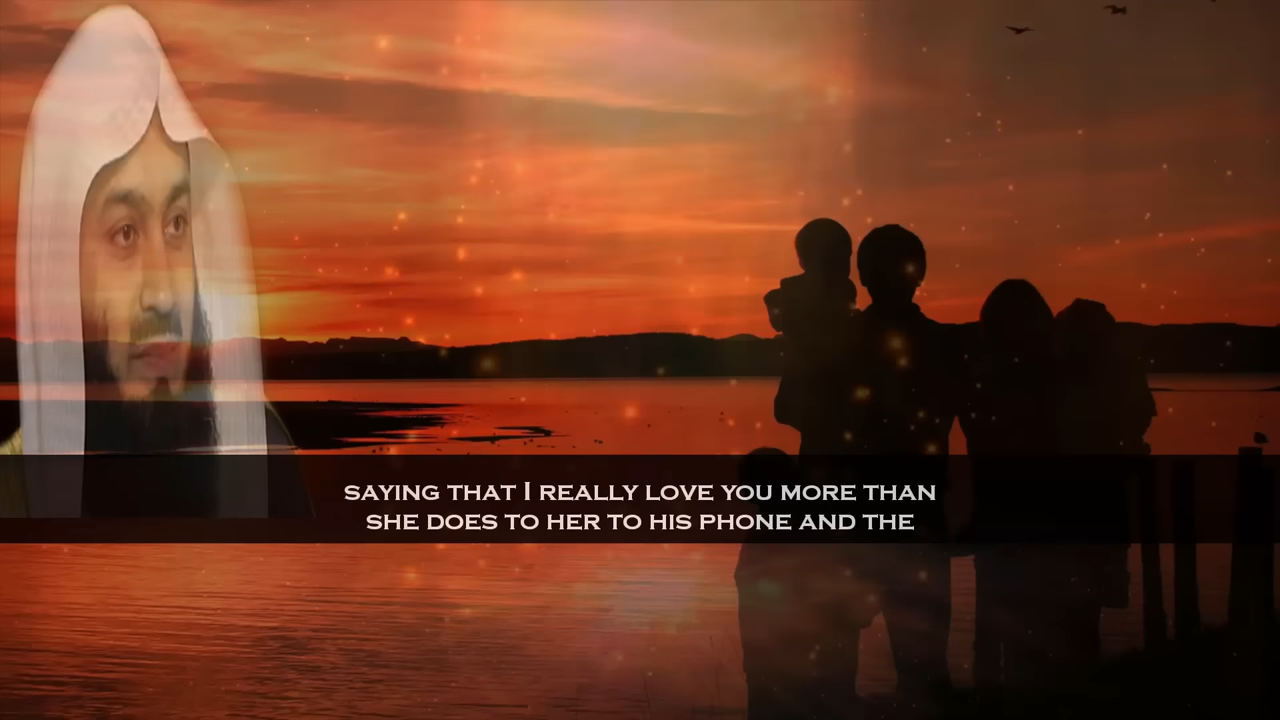 SAYING THAT I REALLY LOVE YOU MORE THAN
SHE DOES TO HER TO HIS PHONE AND THE